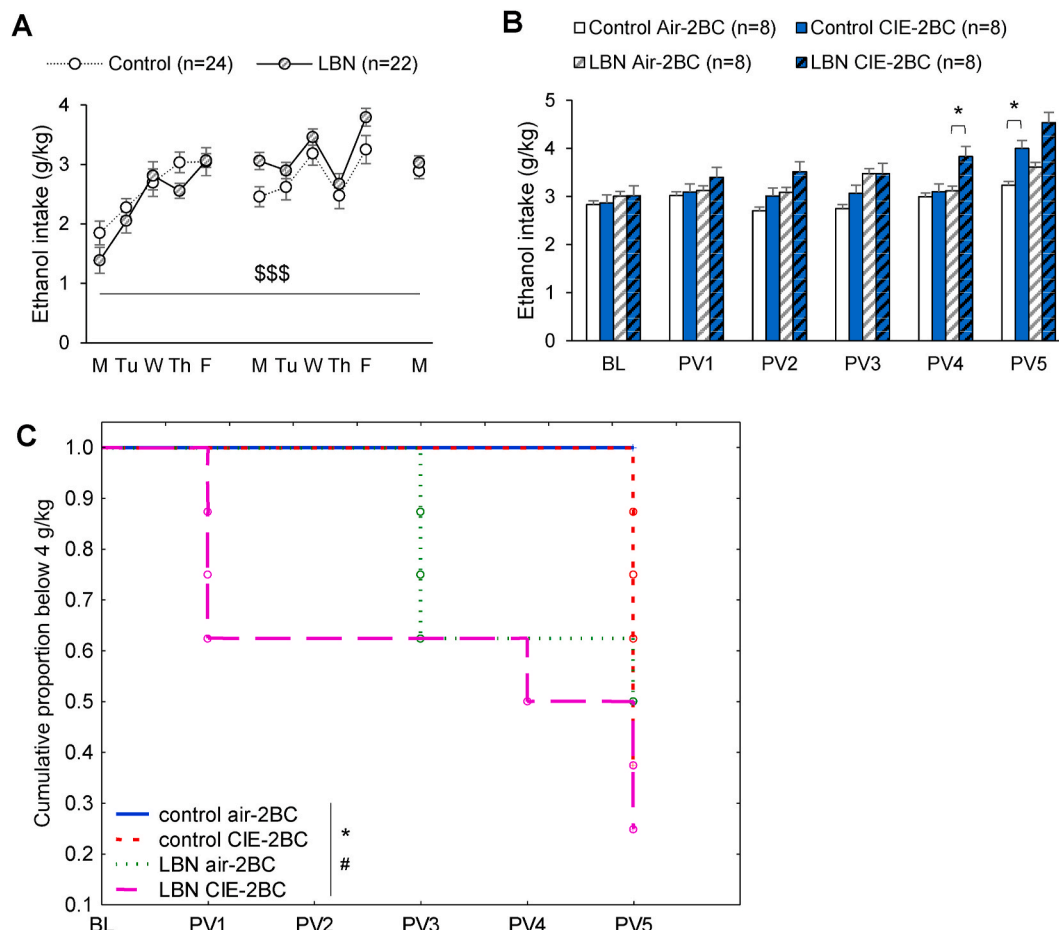 A
Control (n=24) LBN (n=22)
Ethanol intake (g/kg)
4
3
2
1
0
$$$
M Tu W Th F M Tu W Th F M
B
Control Air-2BC (n=8) Control CIE-2BC (n=8)
LBN Air-2BC (n=8) LBN CIE-2BC (n=8)
Ethanol intake (g/kg)
5
4
3
2
1
0
* *
BL PV1 PV2 PV3 PV4 PV5
C
Cumulative proportion below 4 g/kg
1.0
0.9
0.8
0.7
0.6
0.5
0.4
0.3
0.2
0.1
control air-2BC
control CIE-2BC *
LBN air-2BC #
LBN CIE-2BC
BL PV1 PV2 PV3 PV4 PV5